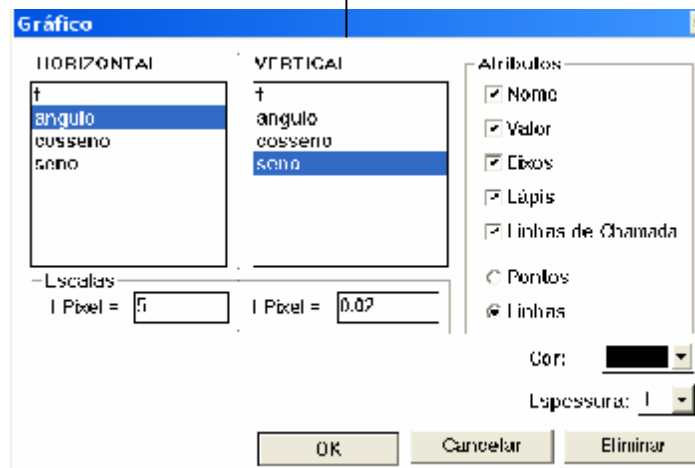 Gráfico
HORIZONTAL
VERTICAL
Atributos
t
angulo
cosseno
seno
t
angulo
cosseno
seno
Nome
Valor
Eixos
Lápis
Linhas de Chamada
Pontos
Linhas
Escalas
1 Pixel = 5
1 Pixel = 0.02
Cor:
Espessura: 1
OK
Cancelar
Eliminar